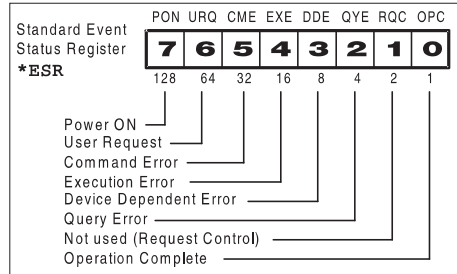 PON URQ CME EXE DDE QYE RQC OPC
Standard Event
Status Register
*ESR
7 6 5 4 3 2 1 0
128 64 32 16 8 4 2 1
Power ON
User Request
Command Error
Execution Error
Device Dependent Error
Query Error
Not used (Request Control)
Operation Complete